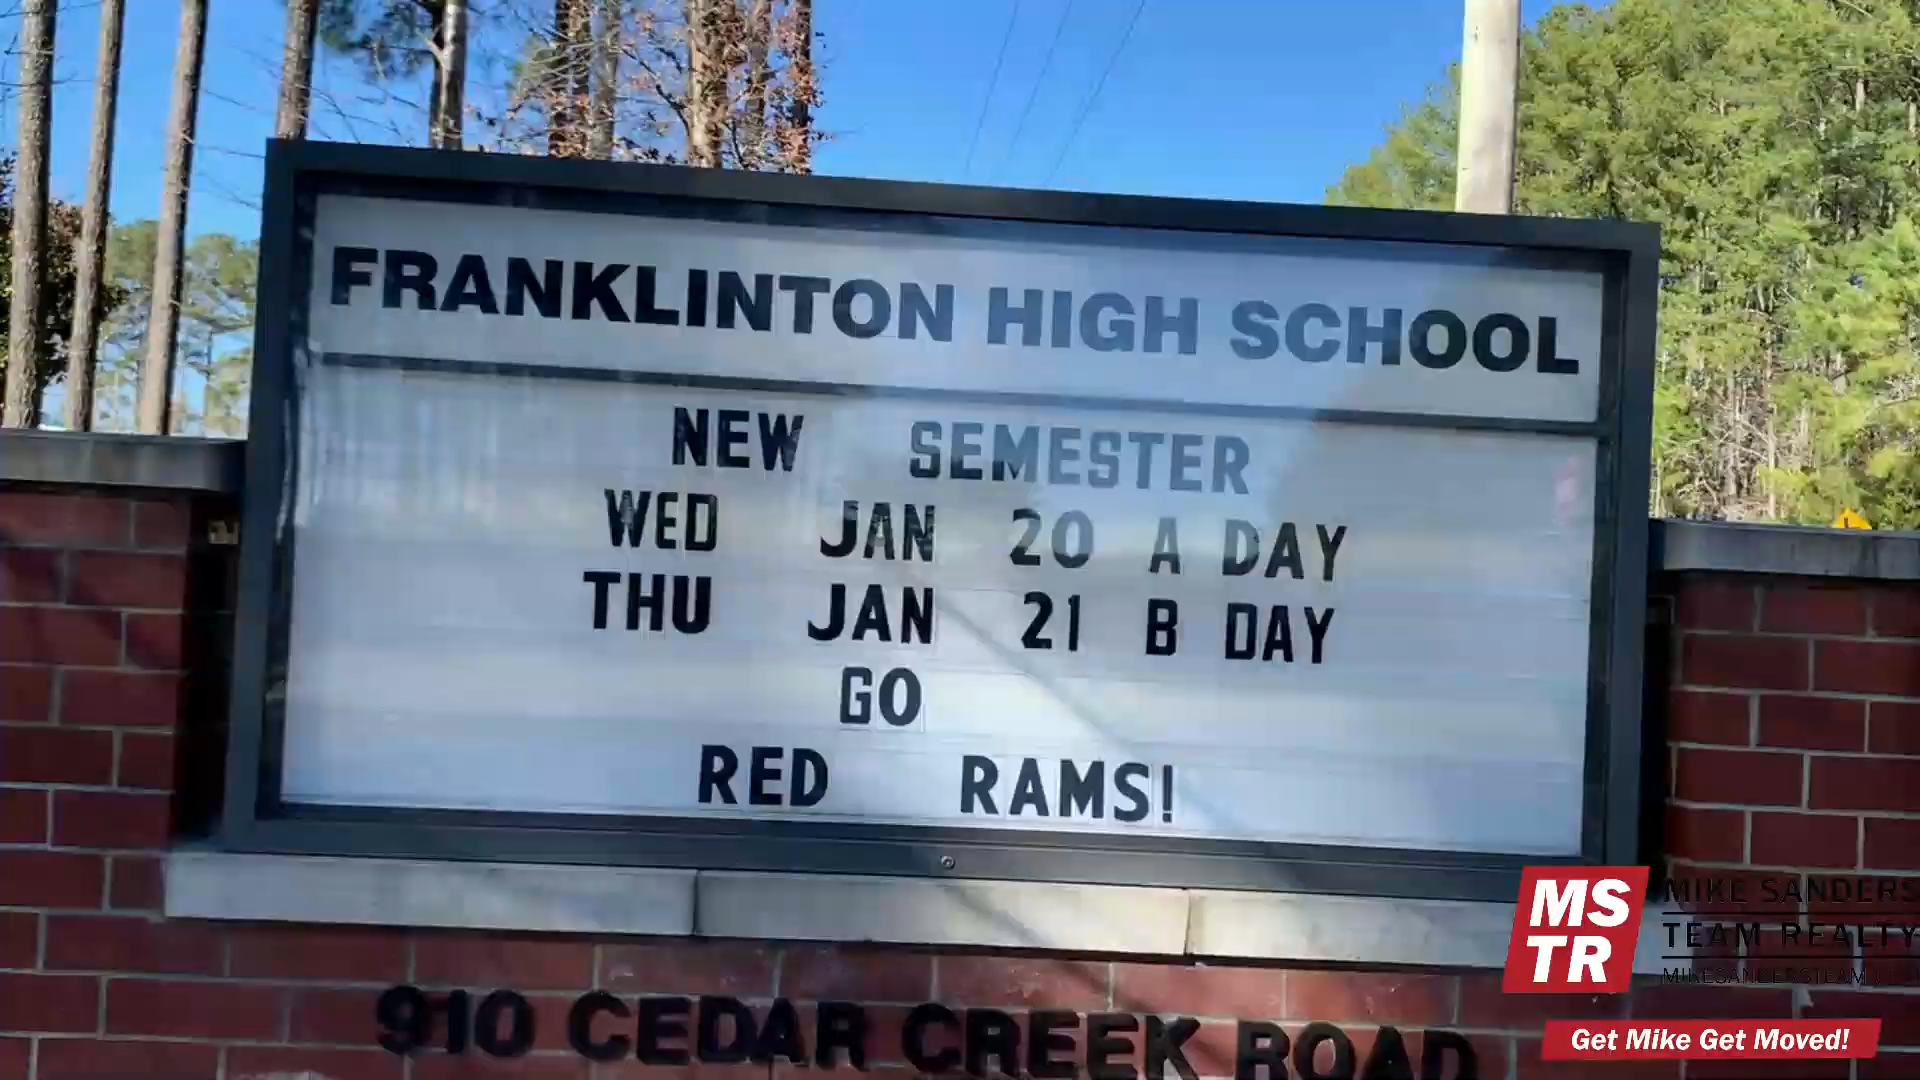 FRANKLINTON HIGH SCHOOL
NEW SEMESTER
WED JAN 20 A DAY
THU JAN 21 B DAY
GO
RED RAMS!
910 CEDAR CREEK ROAD
MS
TR
MIKE SANDERS
TEAM REALTY
Get Mike Get Moved!